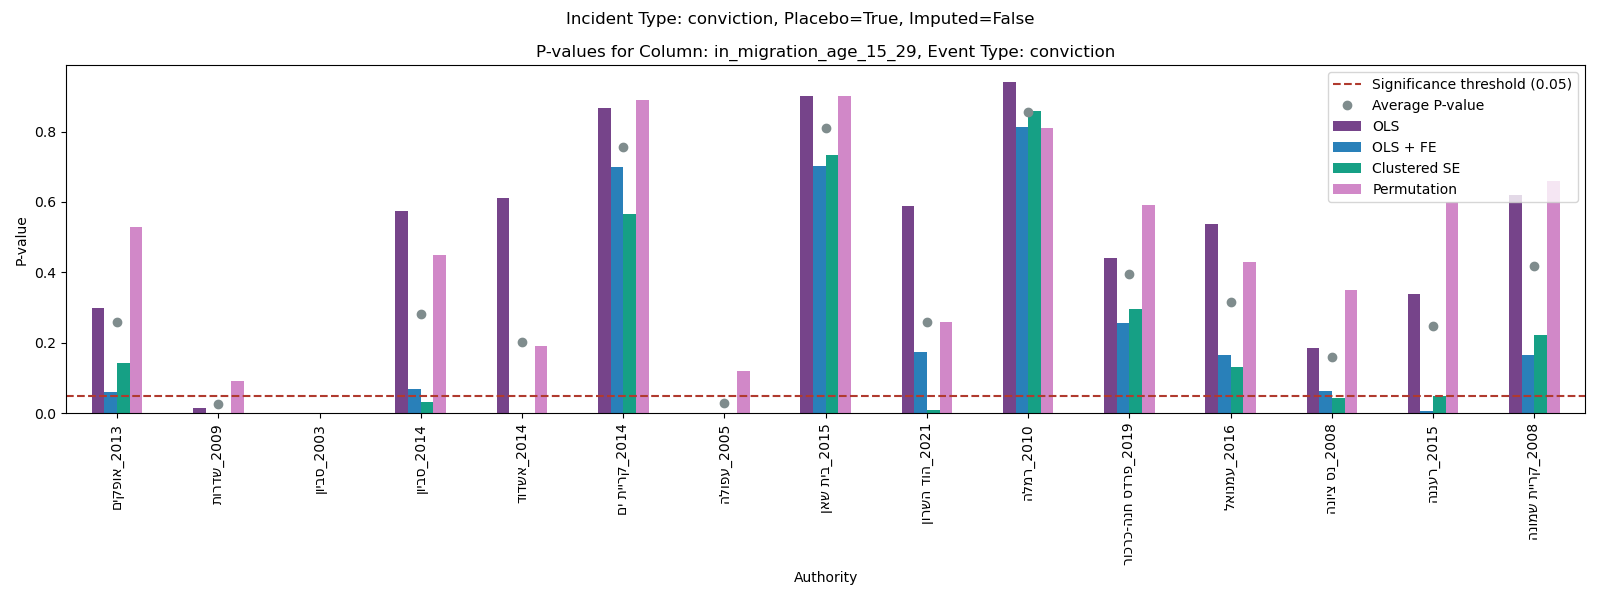 Incident Type: conviction, Placebo=True, Imputed=False
P-values for Column: in_migration_age_15_29, Event Type: conviction
Significance threshold (0.05)
Average P-value
OLS
OLS + FE
Clustered SE
Permutation
P-value
0.8
0.6
0.4
0.2
0.0
אופקים_2013
שדרות_2009
סביון_2003
סביון_2014
אשדוד_2014
קריית ים_2014
עפולה_2005
בית שאן_2015
הוד השרון_2021
רמלה_2010
פרדס חנה-כרכור_2019
עמנואל_2016
נס ציונה_2008
רעננה_2015
קריית שמונה_2008
Authority